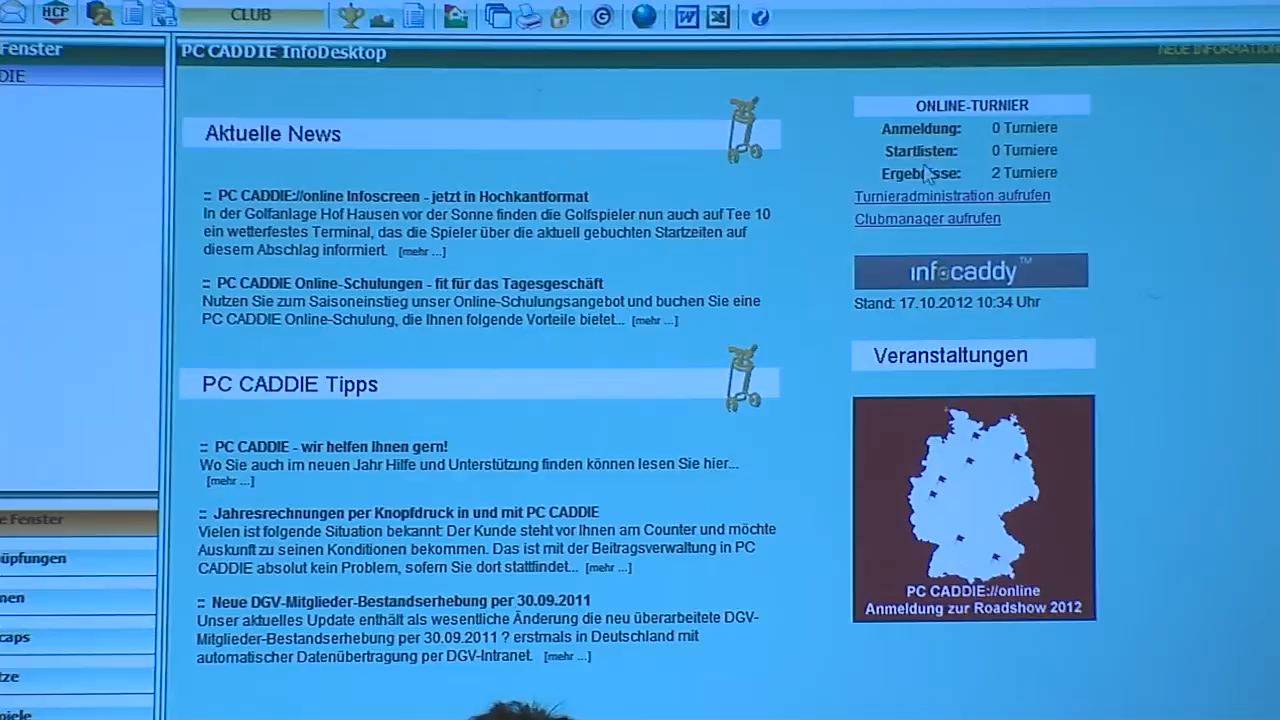 HCP
CLUB
G
W
X
?
Fenster
DIE
PC CADDIE InfoDesktop
NEUE INFORMATION
Aktuelle News
:: PC CADDIE://online Infoscreen - jetzt in Hochkantformat
In der Golfanlage Hof Hausen vor der Sonne finden die Golfspieler nun auch auf Tee 10
ein wetterfestes Terminal, das die Spieler über die aktuell gebuchten Startzeiten auf
diesem Abschlag informiert. [mehr ...]
:: PC CADDIE Online-Schulungen - fit für das Tagesgeschäft
Nutzen Sie zum Saisoneinstieg unser Online-Schulungsangebot und buchen Sie eine
PC CADDIE Online-Schulung, die Ihnen folgende Vorteile bietet... [mehr ...]
PC CADDIE Tipps
:: PC CADDIE - wir helfen Ihnen gern!
Wo Sie auch im neuen Jahr Hilfe und Unterstützung finden können lesen Sie hier...
[mehr ...]
:: Jahresrechnungen per Knopfdruck in und mit PC CADDIE
Vielen ist folgende Situation bekannt: Der Kunde steht vor Ihnen am Counter und möchte
Auskunft zu seinen Konditionen bekommen. Das ist mit der Beitragsverwaltung in PC
CADDIE absolut kein Problem, sofern Sie dort stattfindet... [mehr ...]
:: Neue DGV-Mitglieder-Bestandserhebung per 30.09.2011
Unser aktuelles Update enthält als wesentliche Änderung die neu überarbeitete DGV-
Mitglieder-Bestandserhebung per 30.09.2011 ? erstmals in Deutschland mit
automatischer Datenübertragung per DGV-Intranet. [mehr ...]
ONLINE-TURNIER
Anmeldung: 0 Turniere
Startlisten: 0 Turniere
Ergebnisse: 2 Turniere
Turnieradministration aufrufen
Clubmanager aufrufen
infocaddy™
Stand: 17.10.2012 10:34 Uhr
Veranstaltungen
PC CADDIE://online
Anmeldung zur Roadshow 2012
e Fenster
üpfungen
nen
caps
tze
piele